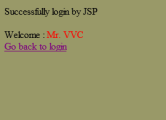 Successfully login by JSP
Welcome : Mr. VVC
Go back to login